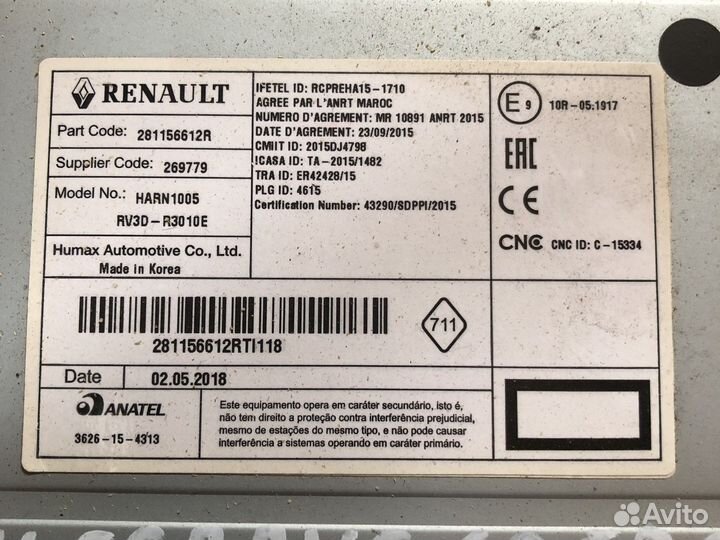 RENAULT
Part Code: 281156612R
Supplier Code: 269779
Model No.: HARN1005
RV3D-R3010E
Humax Automotive Co., Ltd.
Made in Korea
IFETEL ID: RCPREHA15-1710
AGREE PAR L'ANRT MAROC
NUMERO D'AGREMENT: MR 10891 ANRT 2015
DATE D'AGREMENT: 23/09/2015
CMIIT ID: 2015DJ4798
ICASA ID: TA-2015/1482
TRA ID: ER42428/15
PLG ID: 4615
Certification Number: 43290/SDPPI/2015
E 9 10R-05.1917
EAC
CE
CNC CNC ID: C-15334
281156612RTI118
711
Date 02.05.2018
ANATEL
3626-15-4313
Este equipamento opera em caráter secundário, isto é,
não tem direito a proteção contra interferência prejudicial,
mesmo de estações do mesmo tipo, e não pode causar
interferência a sistemas operando em caráter primário.
Avito